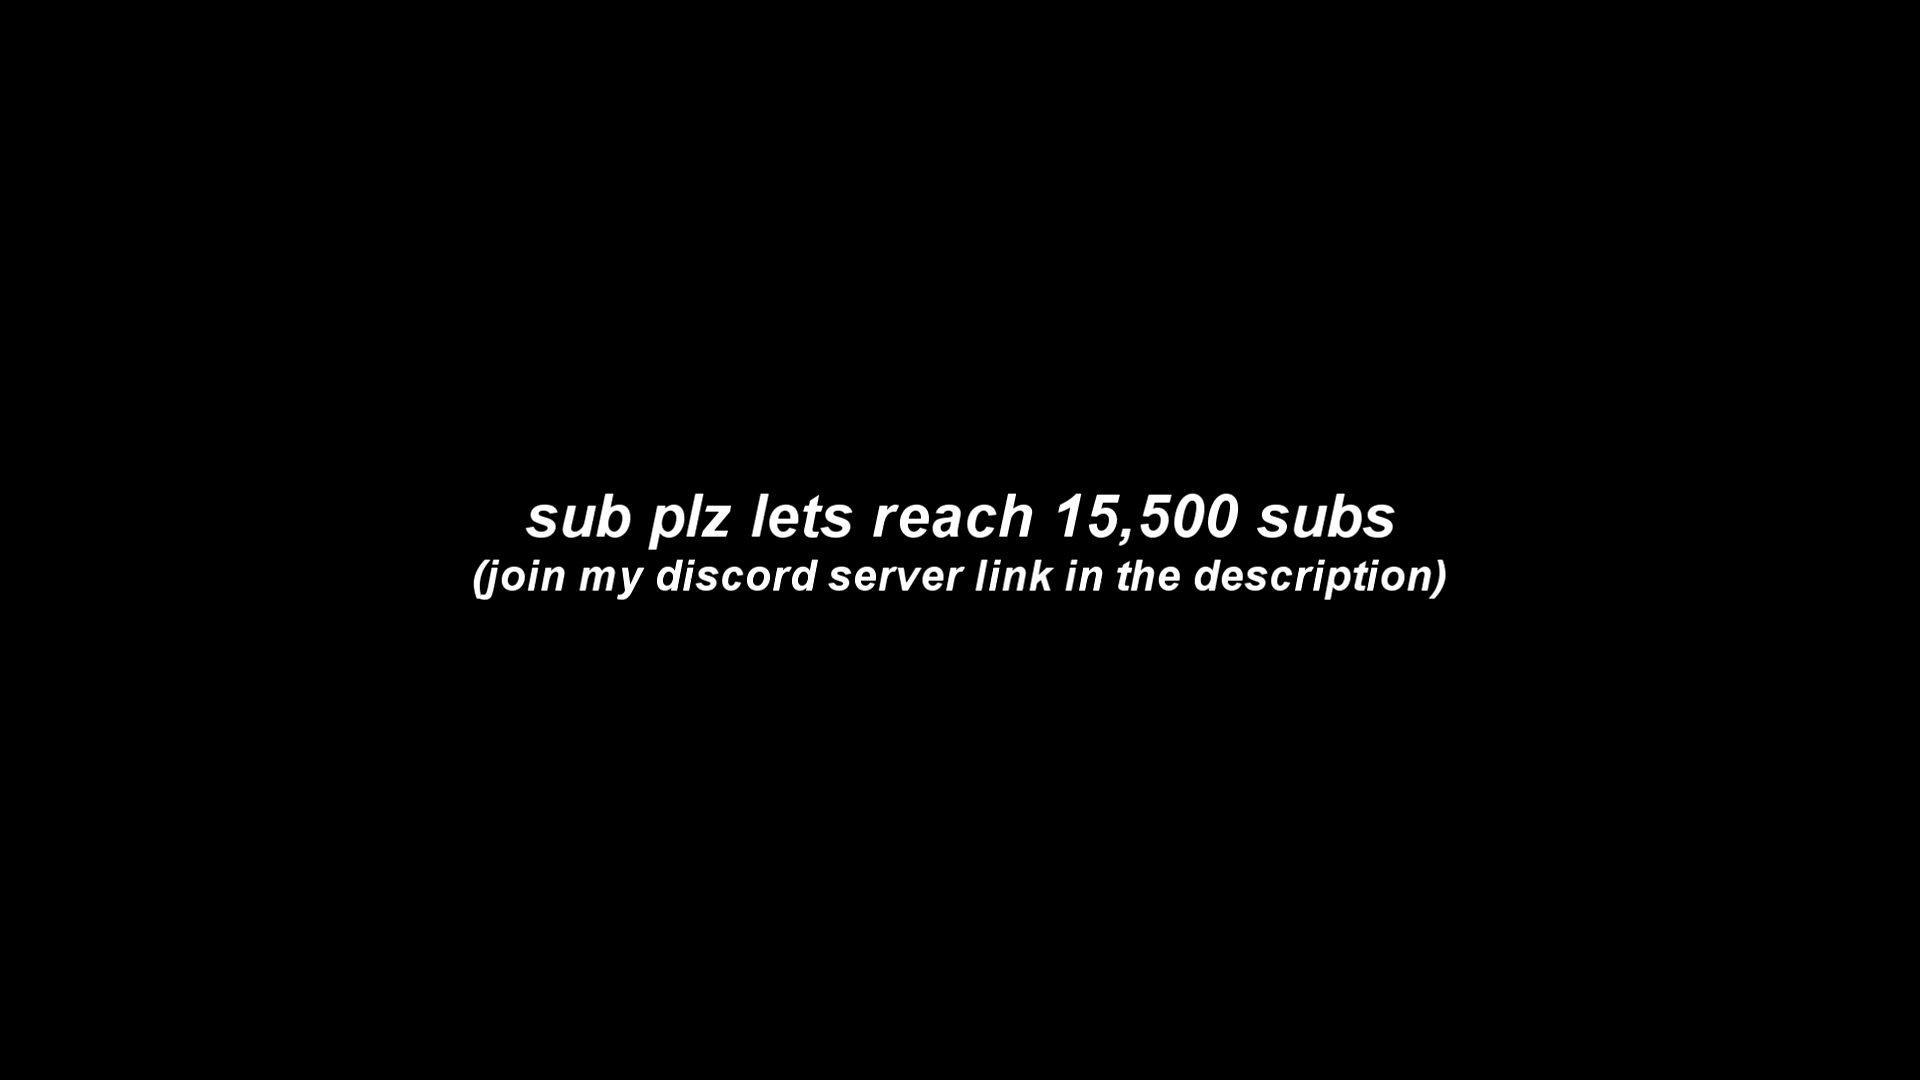 sub plz lets reach 15,500 subs
(join my discord server link in the description)